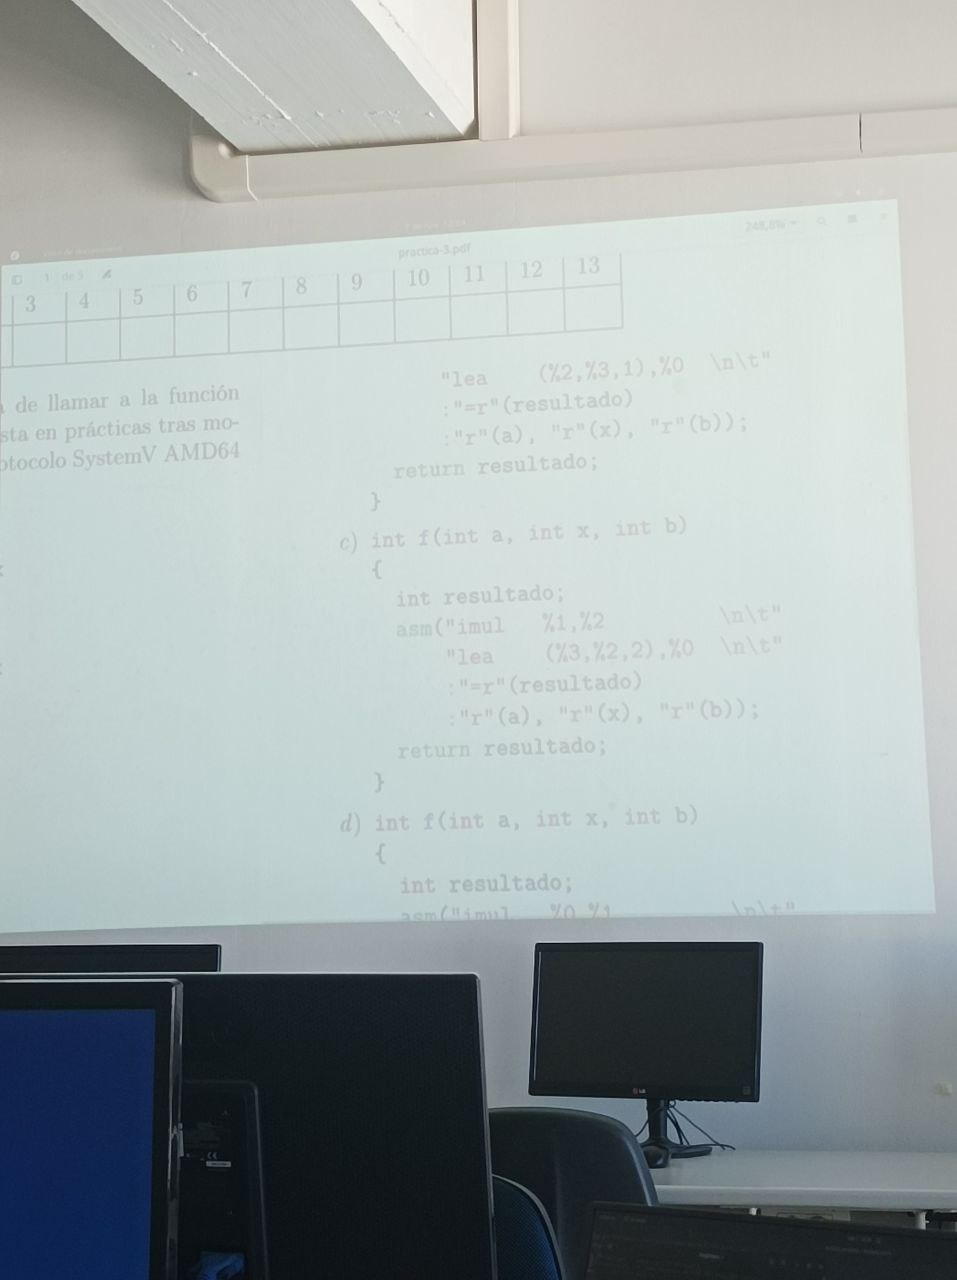 practica-3.pdf
248,8%
1 de 5
3 4 5 6 7 8 9 10 11 12 13
de llamar a la función
sta en prácticas tras mo-
otocolo SystemV AMD64
"lea (%2,%3,1),%0 \n\t"
:"=r"(resultado)
:"r"(a), "r"(x), "r"(b));
return resultado;
}
c) int f(int a, int x, int b)
{
int resultado;
asm("imul %1,%2 \n\t"
"lea (%3,%2,2),%0 \n\t"
:"=r"(resultado)
:"r"(a), "r"(x), "r"(b));
return resultado;
}
d) int f(int a, int x, int b)
{
int resultado;
asm("imul %0,%1 \n\t"
LG